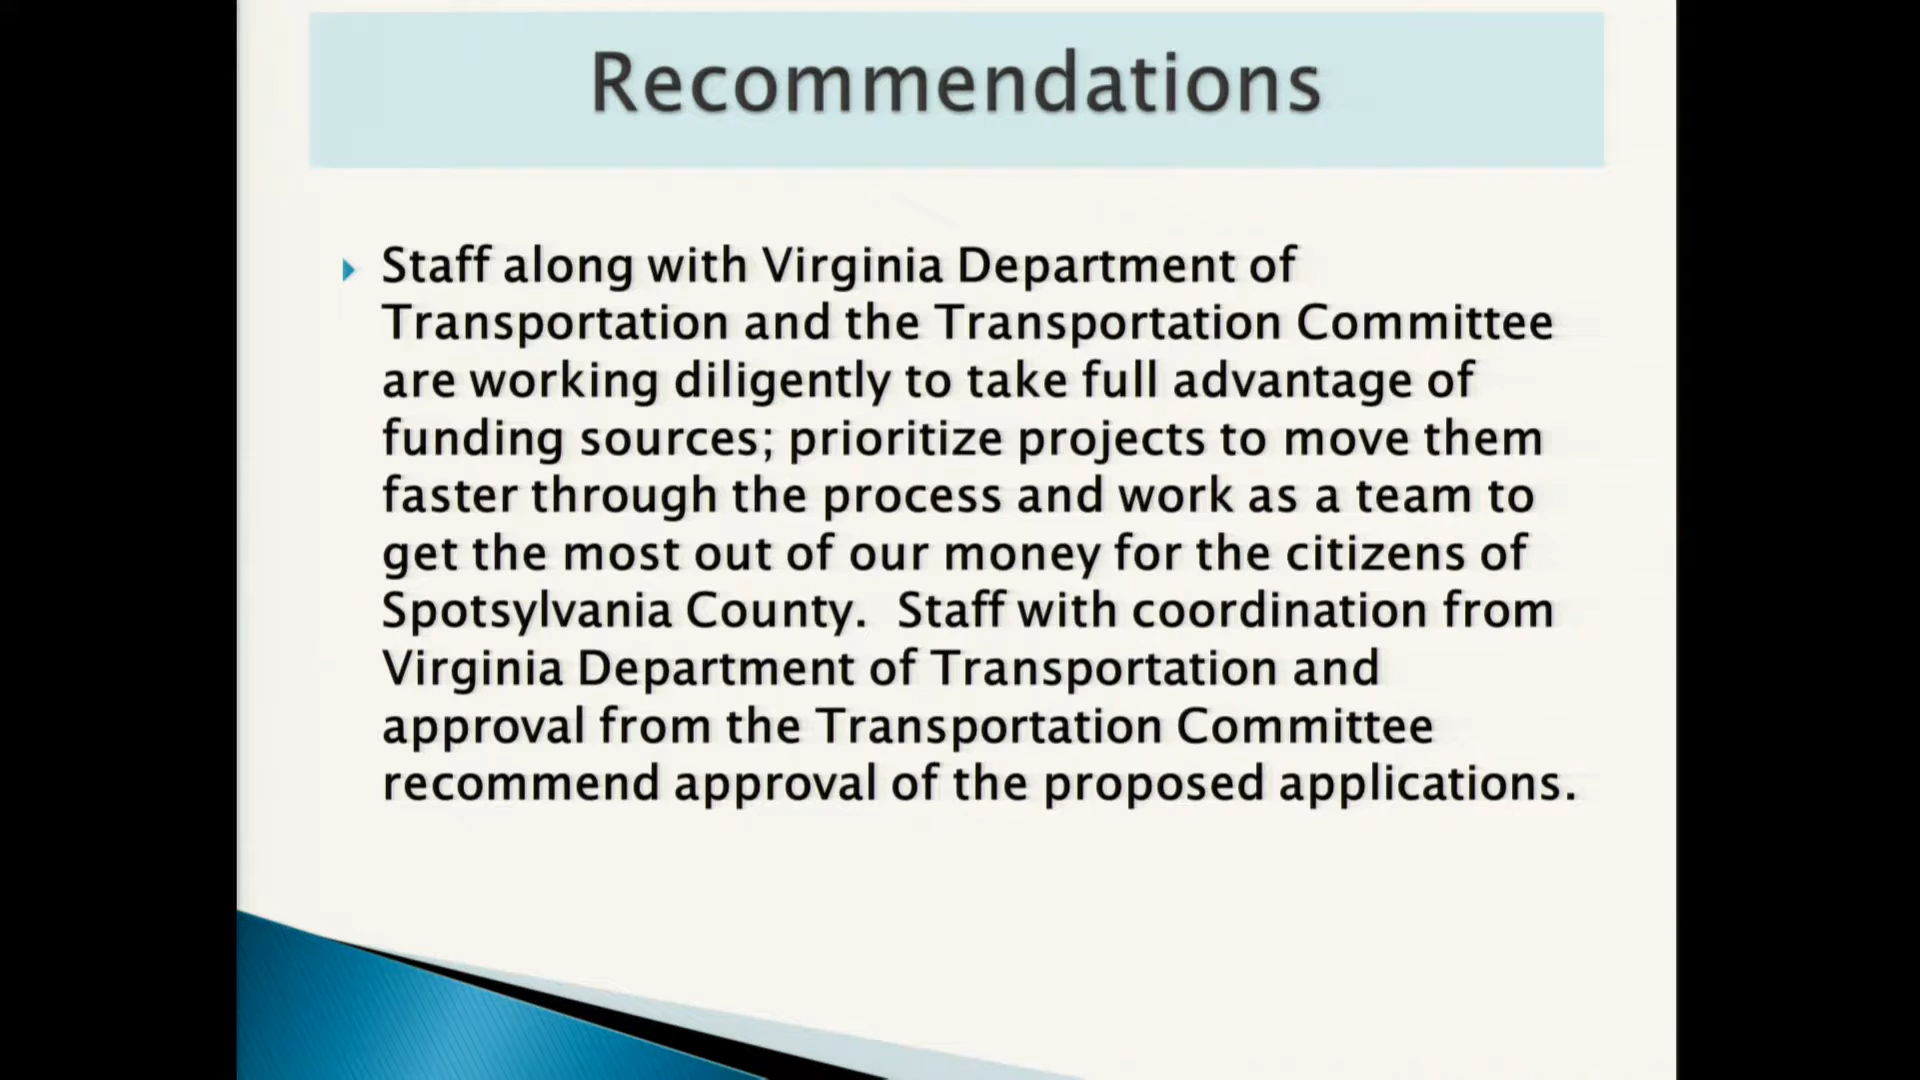 Recommendations
Staff along with Virginia Department of
Transportation and the Transportation Committee
are working diligently to take full advantage of
funding sources; prioritize projects to move them
faster through the process and work as a team to
get the most out of our money for the citizens of
Spotsylvania County.  Staff with coordination from
Virginia Department of Transportation and
approval from the Transportation Committee
recommend approval of the proposed applications.